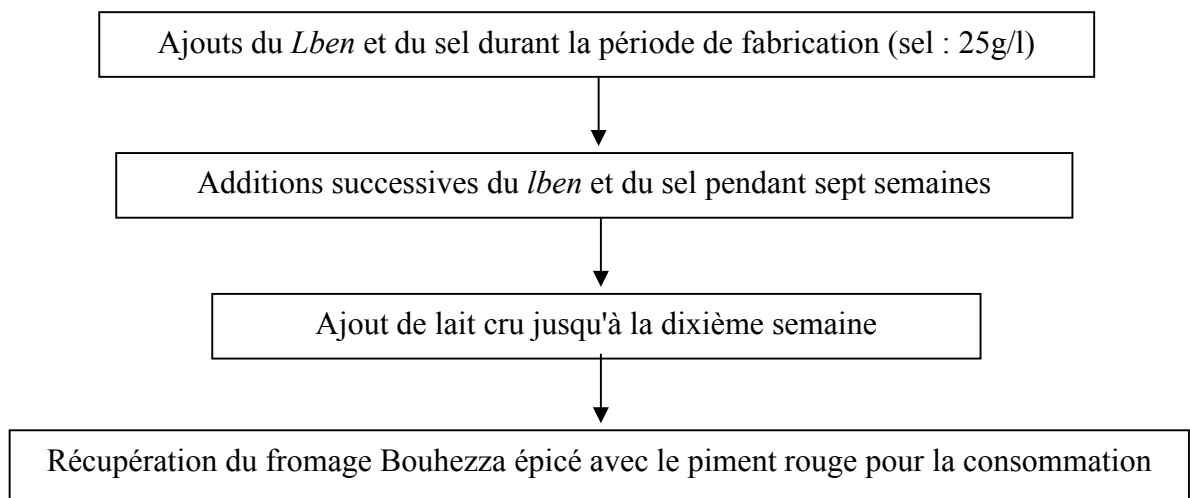 Ajouts du Lben et du sel durant la période de fabrication (sel : 25g/l)
Additions successives du lben et du sel pendant sept semaines
Ajout de lait cru jusqu'à la dixième semaine
Récupération du fromage Bouhezza épicé avec le piment rouge pour la consommation